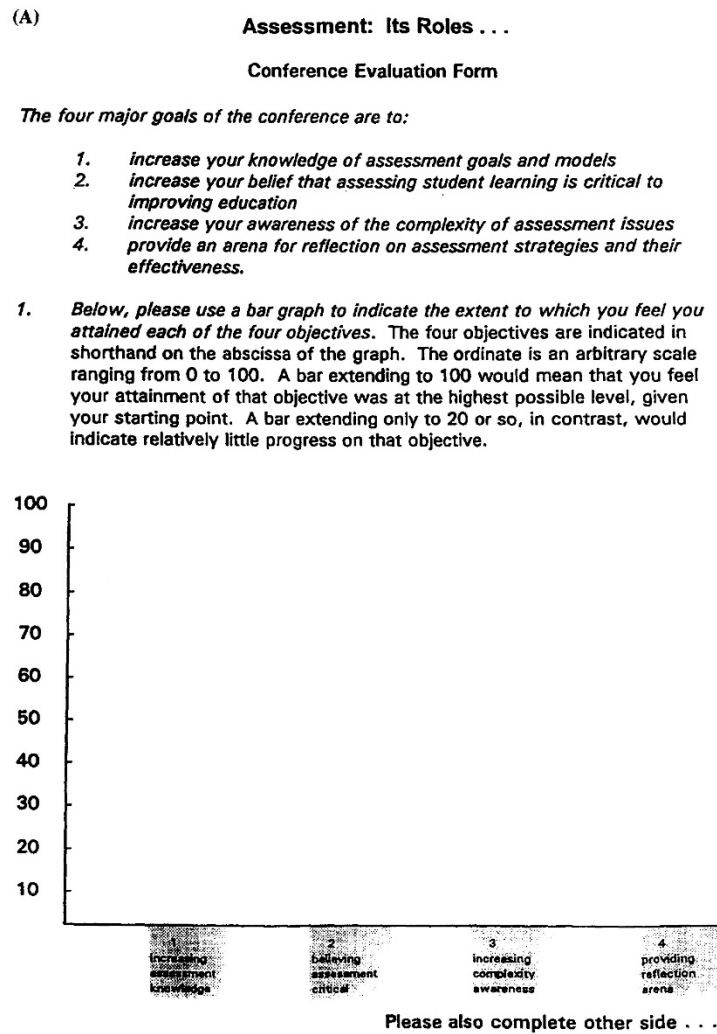 (A)
Assessment: Its Roles . . .
Conference Evaluation Form
The four major goals of the conference are to:
1. increase your knowledge of assessment goals and models
2. increase your belief that assessing student learning is critical to
improving education
3. increase your awareness of the complexity of assessment issues
4. provide an arena for reflection on assessment strategies and their
effectiveness.
1. Below, please use a bar graph to indicate the extent to which you feel you
attained each of the four objectives. The four objectives are indicated in
shorthand on the abscissa of the graph. The ordinate is an arbitrary scale
ranging from 0 to 100. A bar extending to 100 would mean that you feel
your attainment of that objective was at the highest possible level, given
your starting point. A bar extending only to 20 or so, in contrast, would
indicate relatively little progress on that objective.
100
90
80
70
60
50
40
30
20
10
1
increasing
assessment
knowledge
2
believing
assessment
critical
3
increasing
complexity
awareness
4
providing
reflection
arena
Please also complete other side . . .